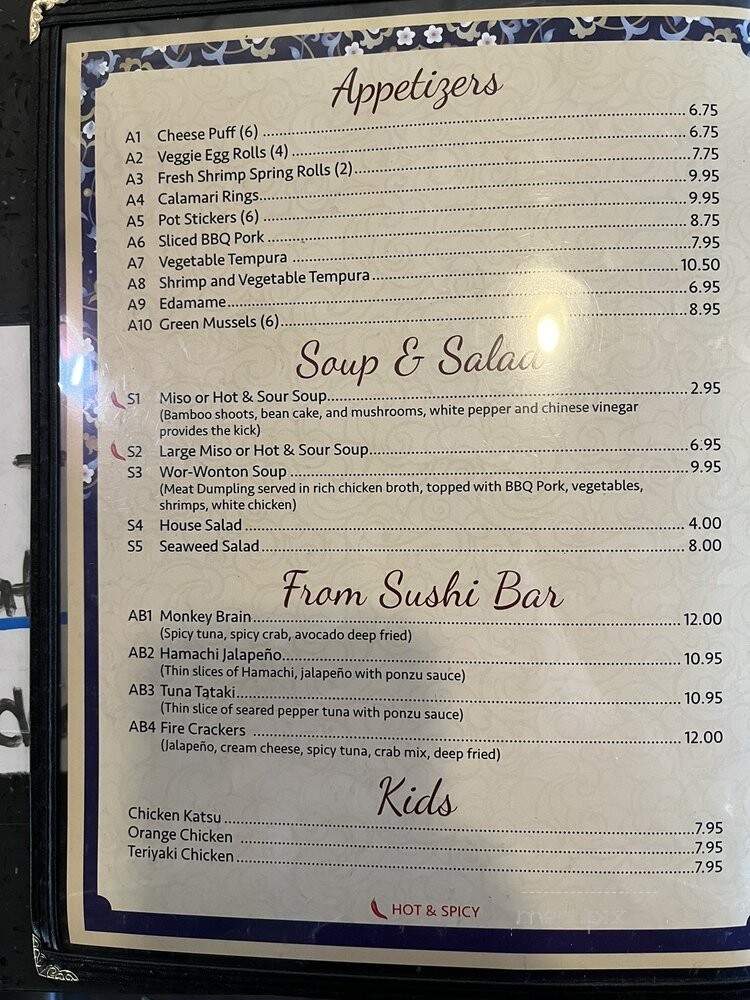 Appetizers
A1 Cheese Puff (6) 6.75
A2 Veggie Egg Rolls (4) 6.75
A3 Fresh Shrimp Spring Rolls (2) 7.75
A4 Calamari Rings 9.95
A5 Pot Stickers (6) 9.95
A6 Sliced BBQ Pork 8.75
A7 Vegetable Tempura 7.95
A8 Shrimp and Vegetable Tempura 10.50
A9 Edamame 6.95
A10 Green Mussels (6) 8.95
Soup & Salad
S1 Miso or Hot & Sour Soup 2.95
(Bamboo shoots, bean cake, and mushrooms, white pepper and chinese vinegar
provides the kick)
S2 Large Miso or Hot & Sour Soup 6.95
S3 Wor-Wonton Soup 9.95
(Meat Dumpling served in rich chicken broth, topped with BBQ Pork, vegetables,
shrimps, white chicken)
S4 House Salad 4.00
S5 Seaweed Salad 8.00
From Sushi Bar
AB1 Monkey Brain 12.00
(Spicy tuna, spicy crab, avocado deep fried)
AB2 Hamachi Jalapeño 10.95
(Thin slices of Hamachi, jalapeño with ponzu sauce)
AB3 Tuna Tataki 10.95
(Thin slice of seared pepper tuna with ponzu sauce)
AB4 Fire Crackers 12.00
(Jalapeño, cream cheese, spicy tuna, crab mix, deep fried)
Kids
Chicken Katsu 7.95
Orange Chicken 7.95
Teriyaki Chicken 7.95
HOT & SPICY